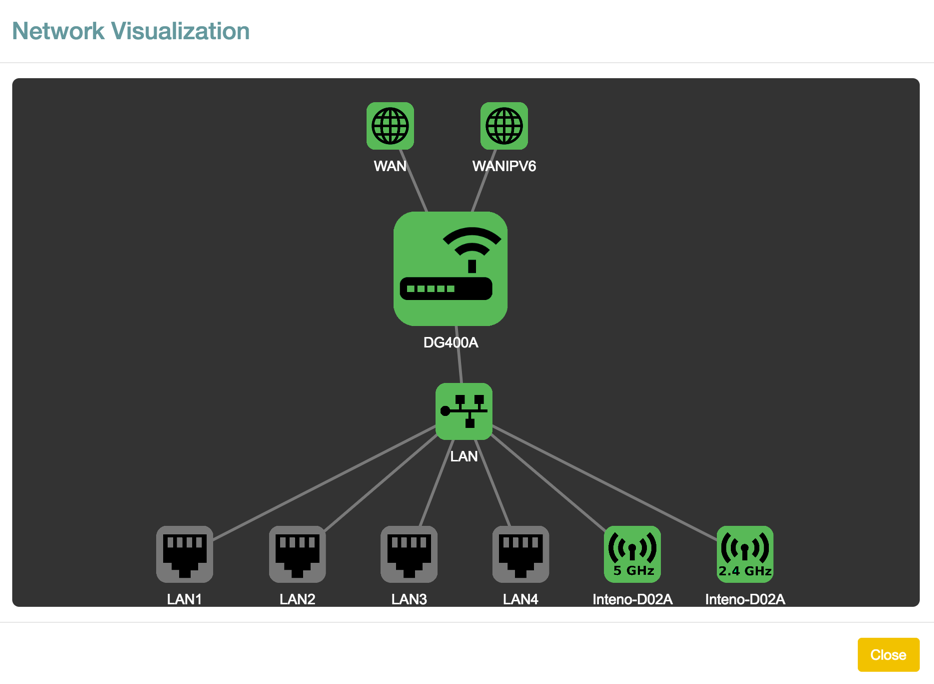 Network Visualization
WAN
WANIPV6
DG400A
LAN
5 GHz
2.4 GHz
LAN1
LAN2
LAN3
LAN4
Inteno-D02A
Inteno-D02A
Close